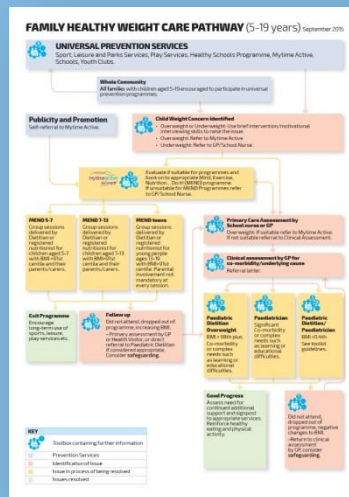 FAMILY HEALTHY WEIGHT CARE PATHWAY (5-19 years) September 2015
UNIVERSAL PREVENTION SERVICES
Sport, Leisure and Parks Services, Play Services, Healthy Schools Programme, Mytime Active,
Schools, Youth Clubs.
Whole Community
All families with children aged 5-19 encouraged to participate in universal
prevention programmes.
Publicity and Promotion
Self-referral to Mytime Active.
Child Weight Concern Identified
• Overweight or Underweight: Use brief intervention/motivational
interviewing skills to raise the issue.
• Overweight: Refer to Mytime Active
• Underweight: Refer to GP/School Nurse.
mytime active
Evaluate if suitable for programmes and
book on to appropriate Mind, Exercise,
Nutrition... Do it (MEND) programme.
If unsuitable for MEND Programmes refer
to GP/School Nurse.
MEND 5-7
Group sessions
delivered by
Dietitian or
registered
nutritionist for
children aged 5-7
with BMI >91st
centile and their
parents/carers.
MEND 7-13
Group sessions
delivered by
Dietitian or
registered
nutritionist for
children aged 7-13
with BMI >91st
centile and their
parents/carers.
MEND teens
Group sessions
delivered by
Dietitian or
registered
nutritionist for
young people
aged
with BMI>91st
centile. Parental
involvement not
mandatory at
every session.
Primary Care Assessment by
School nurse or GP
Overweight: If suitable refer to Mytime Active.
If not suitable refer to Clinical Assessment.
Clinical assessment by GP for
co-morbidity/underlying cause
Referral letter.
Exit Programme
Encourage
long-term use of
sports, leisure,
play services etc.
Follow up
Did not attend, dropped out of
programme, increasing BMI.
–Primary assessment by GP
or Health Visitor, or direct
referral to Paediatric Dietitian
if considered appropriate
Consider safeguarding.
Paediatric
Dietitian
Overweight
BMI > 98th plus
Co-morbidity
or complex
needs such
as learning or
educational
difficulties.
Paediatrician
Significant
Co-morbidity
or complex
needs such
as learning or
educational
difficulties.
Paediatric
Dietitian/
Paediatrician
BMI
See toolkit
guidelines.
Good Progress
Assess need for
continued additional
support and signpost
to appropriate services.
Reinforce healthy
eating and physical
activity.
Did not attend,
dropped out of
programme, negative
changes to BMI.
–Return to clinical
assessment
by GP, consider
safeguarding.
KEY
Toolbox containing further information
Prevention Services
Identification of Issue
Issue in process of being resolved
Issues resolved